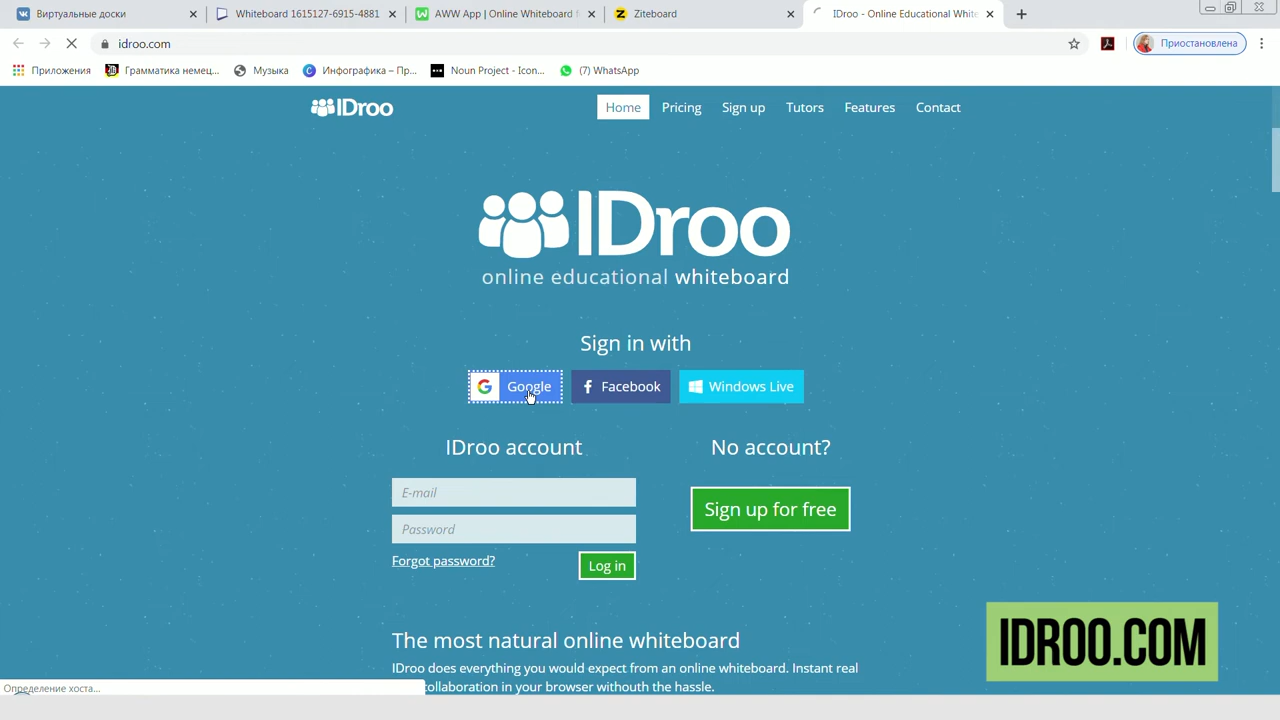 Виртуальные доски
Whiteboard 1615127-6915-4881
AWW App | Online Whiteboard
Ziteboard
IDroo - Online Educational White
idroo.com
Приостановлена
Приложения
Грамматика немец...
Музыка
Инфографика – Пр...
Noun Project - Icon...
(7) WhatsApp
IDroo
Home
Pricing
Sign up
Tutors
Features
Contact
IDroo
online educational whiteboard
Sign in with
Google
Facebook
Windows Live
IDroo account
No account?
E-mail
Password
Sign up for free
Forgot password?
Log in
The most natural online whiteboard
IDroo does everything you would expect from an online whiteboard. Instant real
collaboration in your browser withouth the hassle.
IDROO.COM
Определение хоста...